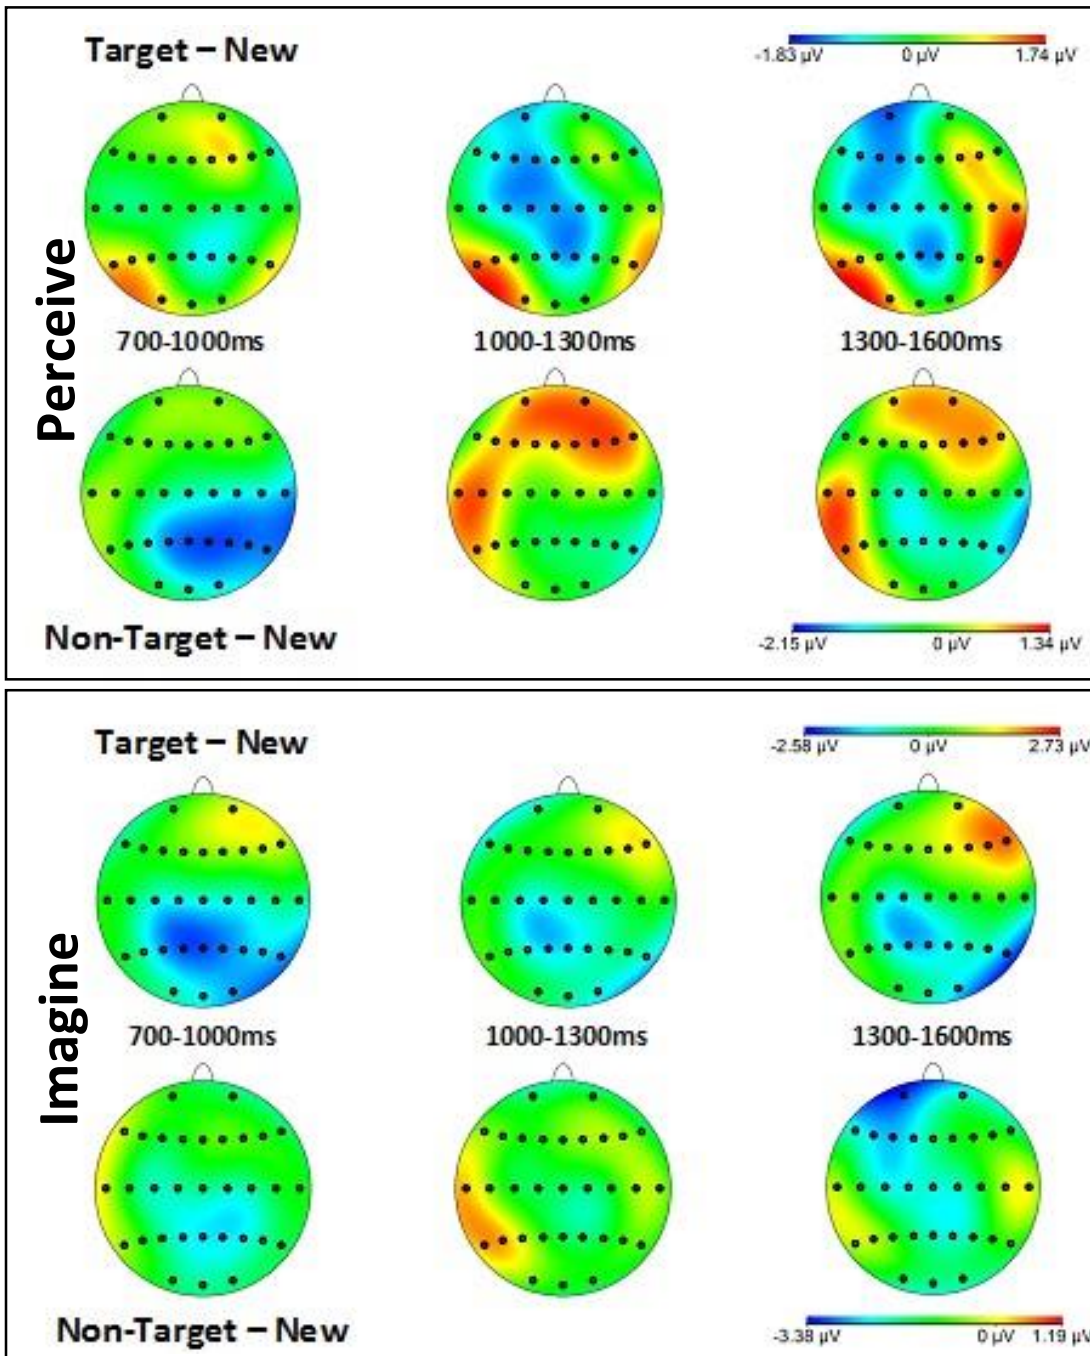 Target – New
-1.83 µV 0 µV 1.74 µV
Perceive
700-1000ms 1000-1300ms 1300-1600ms
Non-Target – New
-2.15 µV 0 µV 1.34 µV
Target – New
-2.58 µV 0 µV 2.73 µV
Imagine
700-1000ms 1000-1300ms 1300-1600ms
Non-Target – New
-3.38 µV 0 µV 1.19 µV